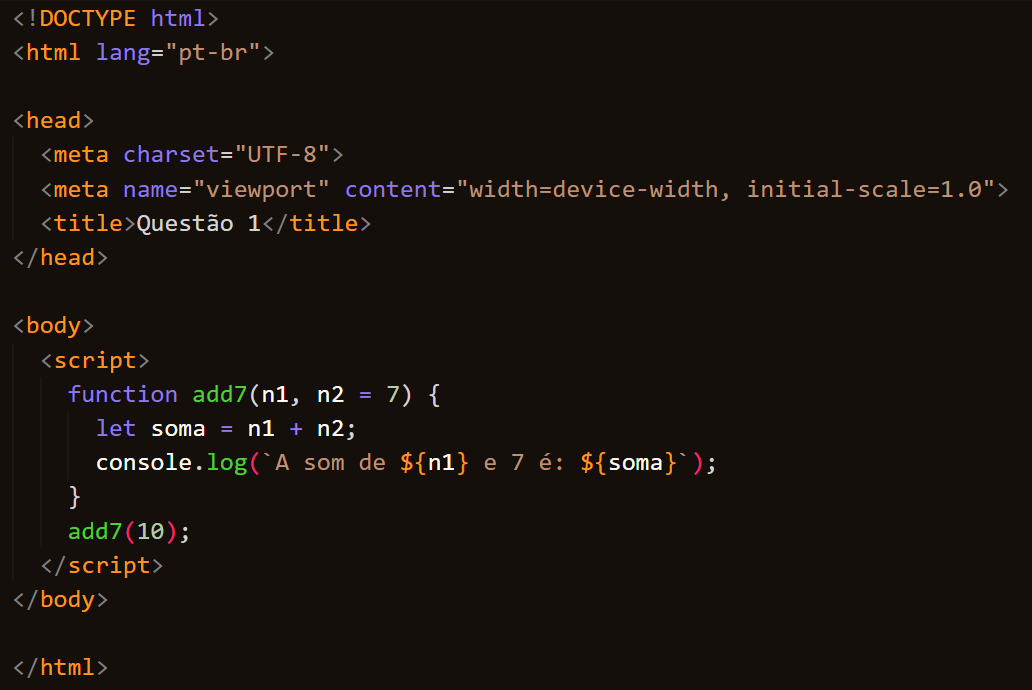 <!DOCTYPE html>
<html lang="pt-br">
<head>
<meta charset="UTF-8">
<meta name="viewport" content="width=device-width, initial-scale=1.0">
<title>Questão 1</title>
</head>
<body>
<script>
function add7(n1, n2 = 7) {
let soma = n1 + n2;
console.log(`A som de ${n1} e 7 é: ${soma}`);
}
add7(10);
</script>
</body>
</html>